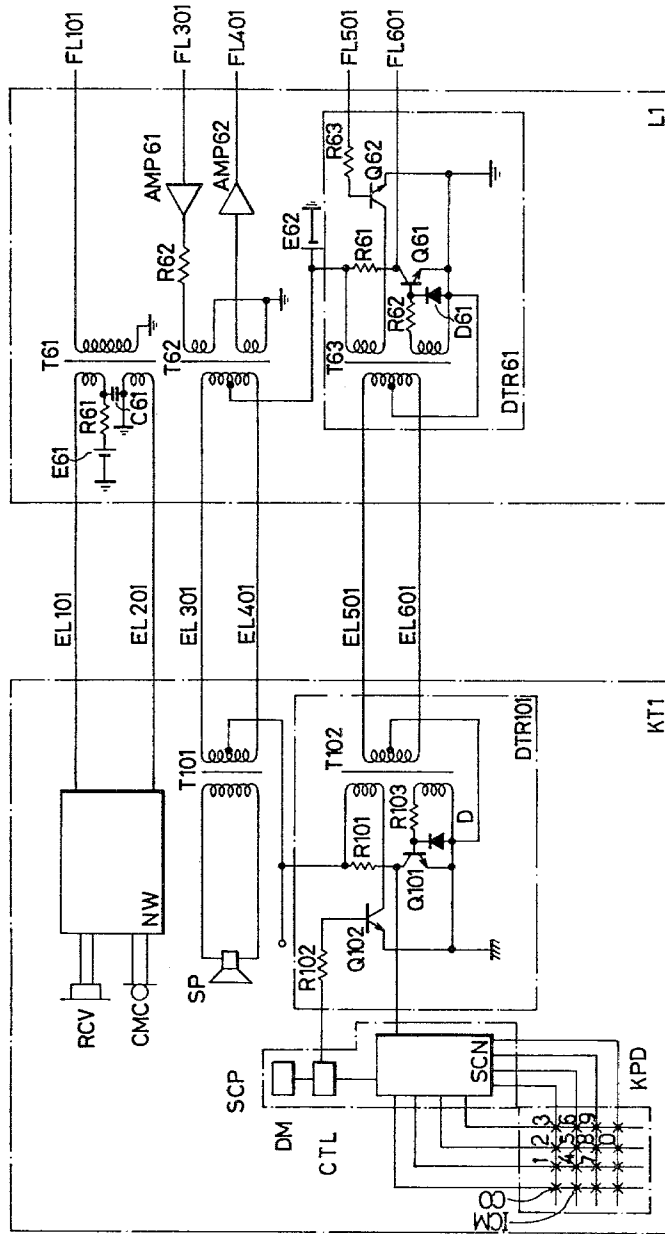 FL101
FL301
FL401
FL501
FL601
L1
AMP61
AMP62
R62
E62
R63
Q62
R61
Q61
R62
D61
DTR61
T61
T62
T63
E61
R61
C61
EL101
EL201
EL301
EL401
EL501
EL601
KT1
NW
RCV
CMC
T101
SP
T102
DTR101
R101
R103
D
Q101
Q102
R102
SCP
DM
CTL
SCN
KPD
1 2 3
4 5 6
7 8 9
0
CO
ICM